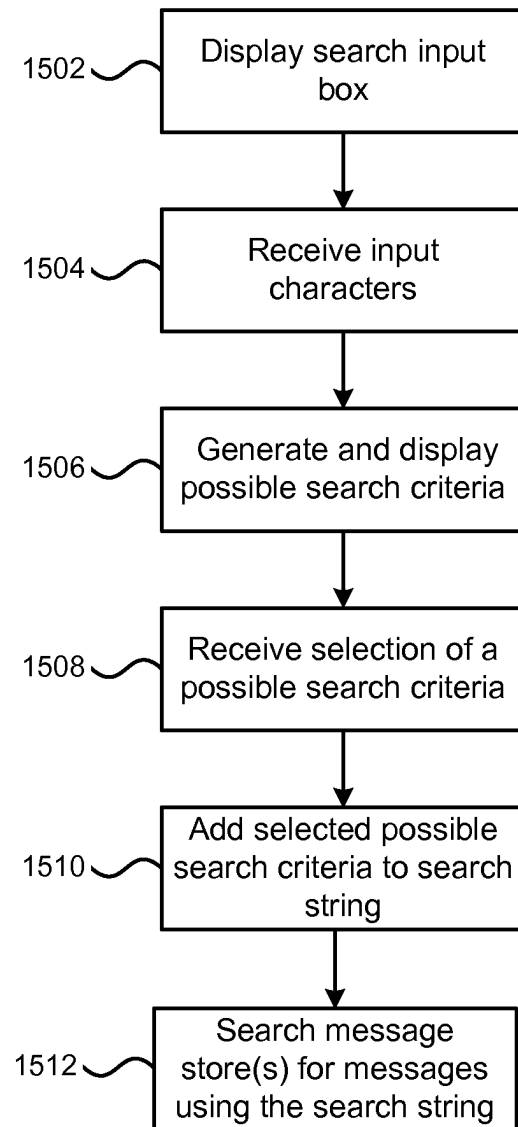 1502
Display search input
box
1504
Receive input
characters
1506
Generate and display
possible search criteria
1508
Receive selection of a
possible search criteria
1510
Add selected possible
search criteria to search
string
1512
Search message
store(s) for messages
using the search string